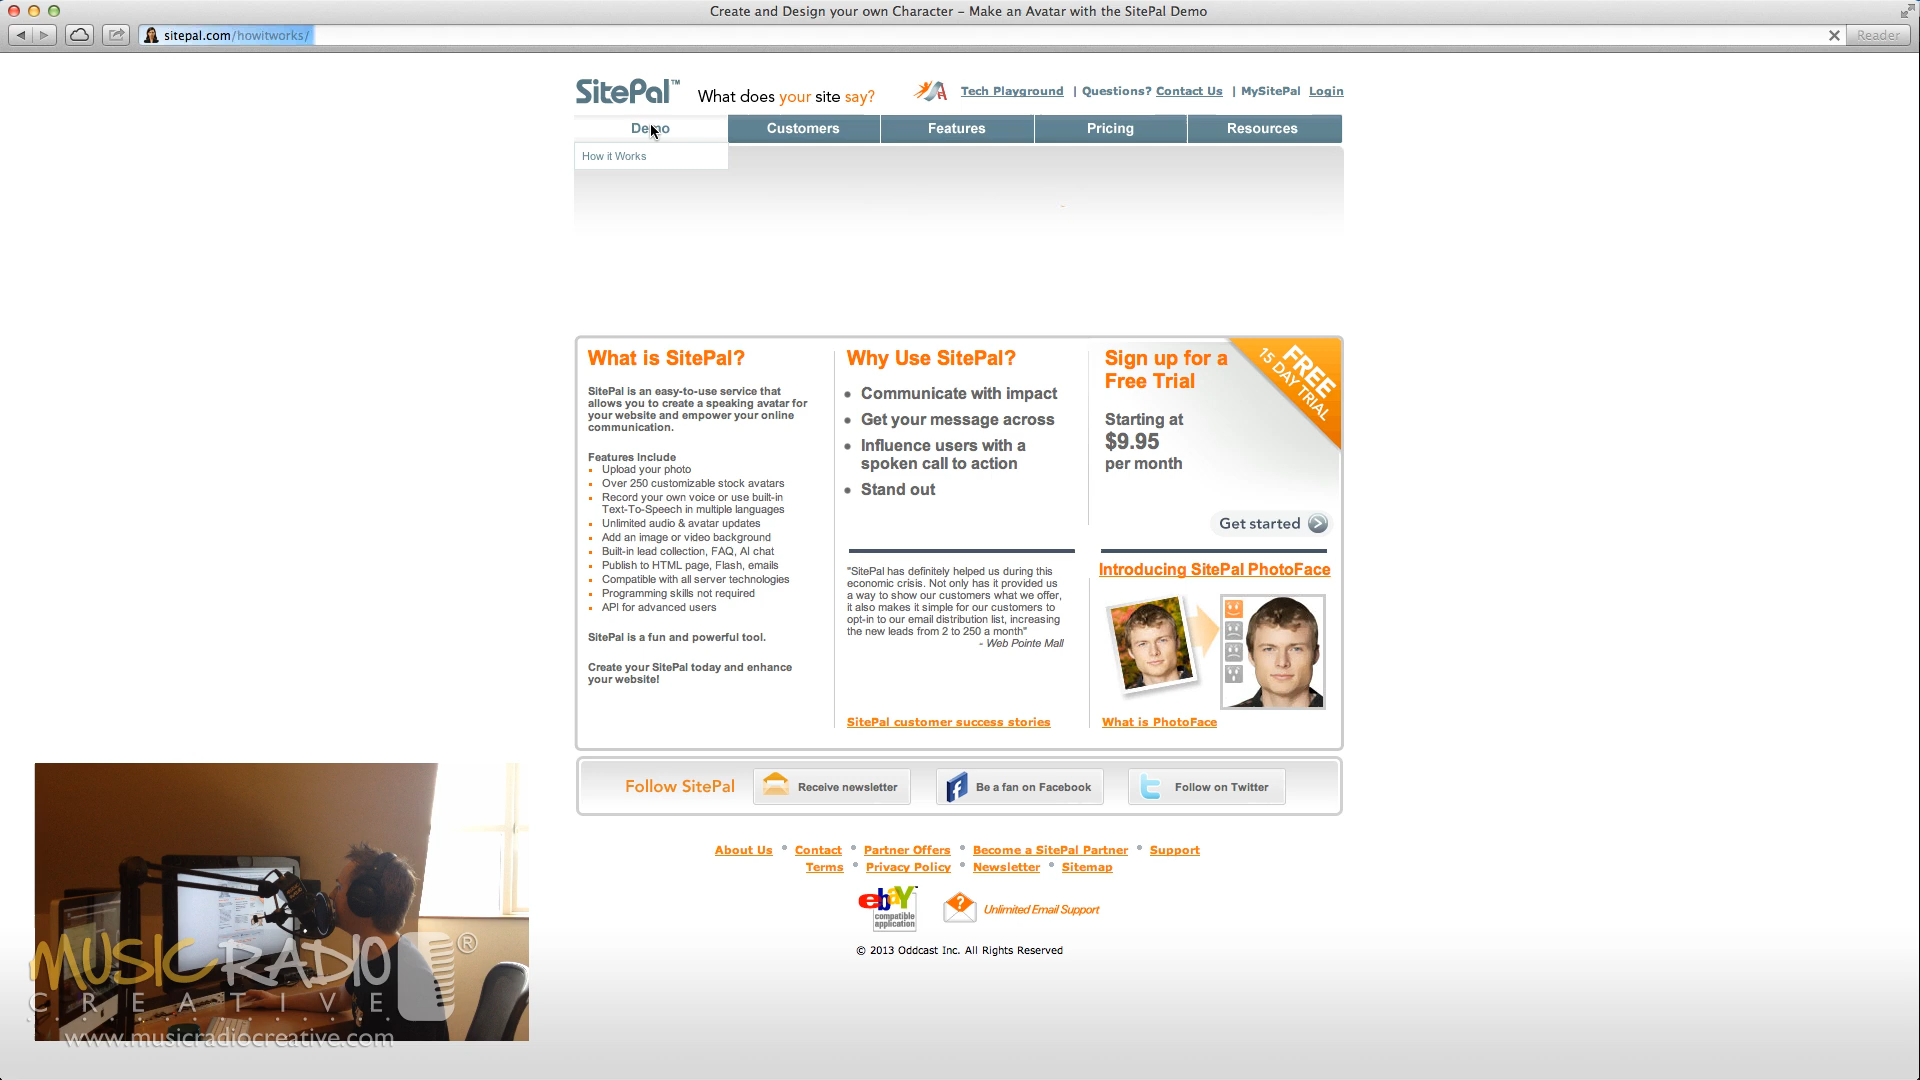 Create and Design your own Character – Make an Avatar with the SitePal Demo
sitepal.com/howitworks/
Reader
SitePal™
What does your site say?
Tech Playground | Questions? Contact Us | MySitePal Login
Demo
Customers
Features
Pricing
Resources
How it Works
What is SitePal?
SitePal is an easy-to-use service that
allows you to create a speaking avatar for
your website and empower your online
communication.
Features Include
Upload your photo
Over 250 customizable stock avatars
Record your own voice or use built-in
Text-To-Speech in multiple languages
Unlimited audio & avatar updates
Add an image or video background
Built-in lead collection, FAQ, AI chat
Publish to HTML page, Flash, emails
Compatible with all server technologies
Programming skills not required
API for advanced users
SitePal is a fun and powerful tool.
Create your SitePal today and enhance
your website!
Why Use SitePal?
Communicate with impact
Get your message across
Influence users with a
spoken call to action
Stand out
"SitePal has definitely helped us during this
economic crisis. Not only has it provided us
a way to show our customers what we offer,
it also makes it simple for our customers to
opt-in to our email distribution list, increasing
the new leads from 2 to 250 a month"
- Web Pointe Mall
SitePal customer success stories
Sign up for a
Free Trial
FREE
15 DAY TRIAL
Starting at
$9.95
per month
Get started
Introducing SitePal PhotoFace
What is PhotoFace
Follow SitePal
Receive newsletter
Be a fan on Facebook
Follow on Twitter
About Us • Contact • Partner Offers • Become a SitePal Partner • Support
Terms • Privacy Policy • Newsletter • Sitemap
ebay
compatible
application
Unlimited Email Support
© 2013 Oddcast Inc. All Rights Reserved
MUSIC RADIO ®
CREATIVE
www.musicradiocreative.com